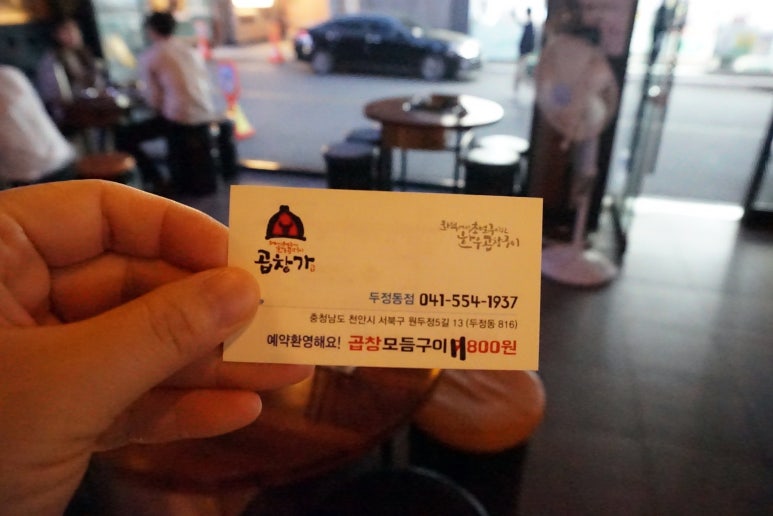 곱창가
두정동점 041-554-1937
충청남도 천안시 서북구 원두정5길 13 (두정동 816)
예약환영해요! 곱창모듬구이 800원